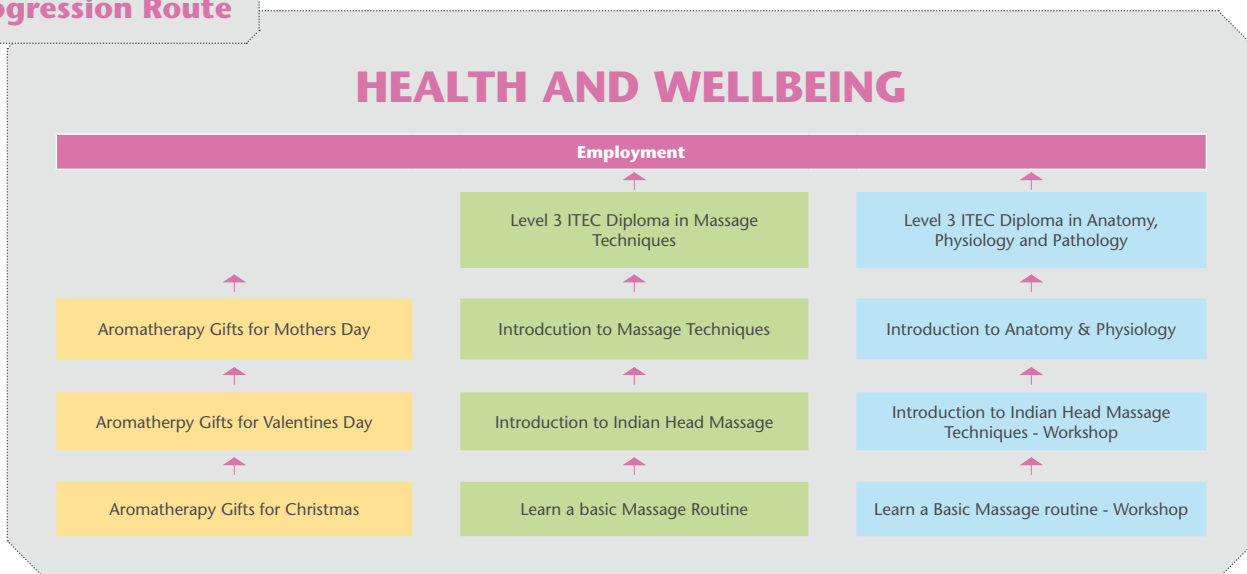 ogression Route
HEALTH AND WELLBEING
Employment
Level 3 ITEC Diploma in Massage
Techniques
Level 3 ITEC Diploma in Anatomy,
Physiology and Pathology
Aromatherapy Gifts for Mothers Day
Introdcution to Massage Techniques
Introduction to Anatomy & Physiology
Aromatherpy Gifts for Valentines Day
Introduction to Indian Head Massage
Introduction to Indian Head Massage
Techniques - Workshop
Aromatherapy Gifts for Christmas
Learn a basic Massage Routine
Learn a Basic Massage routine - Workshop